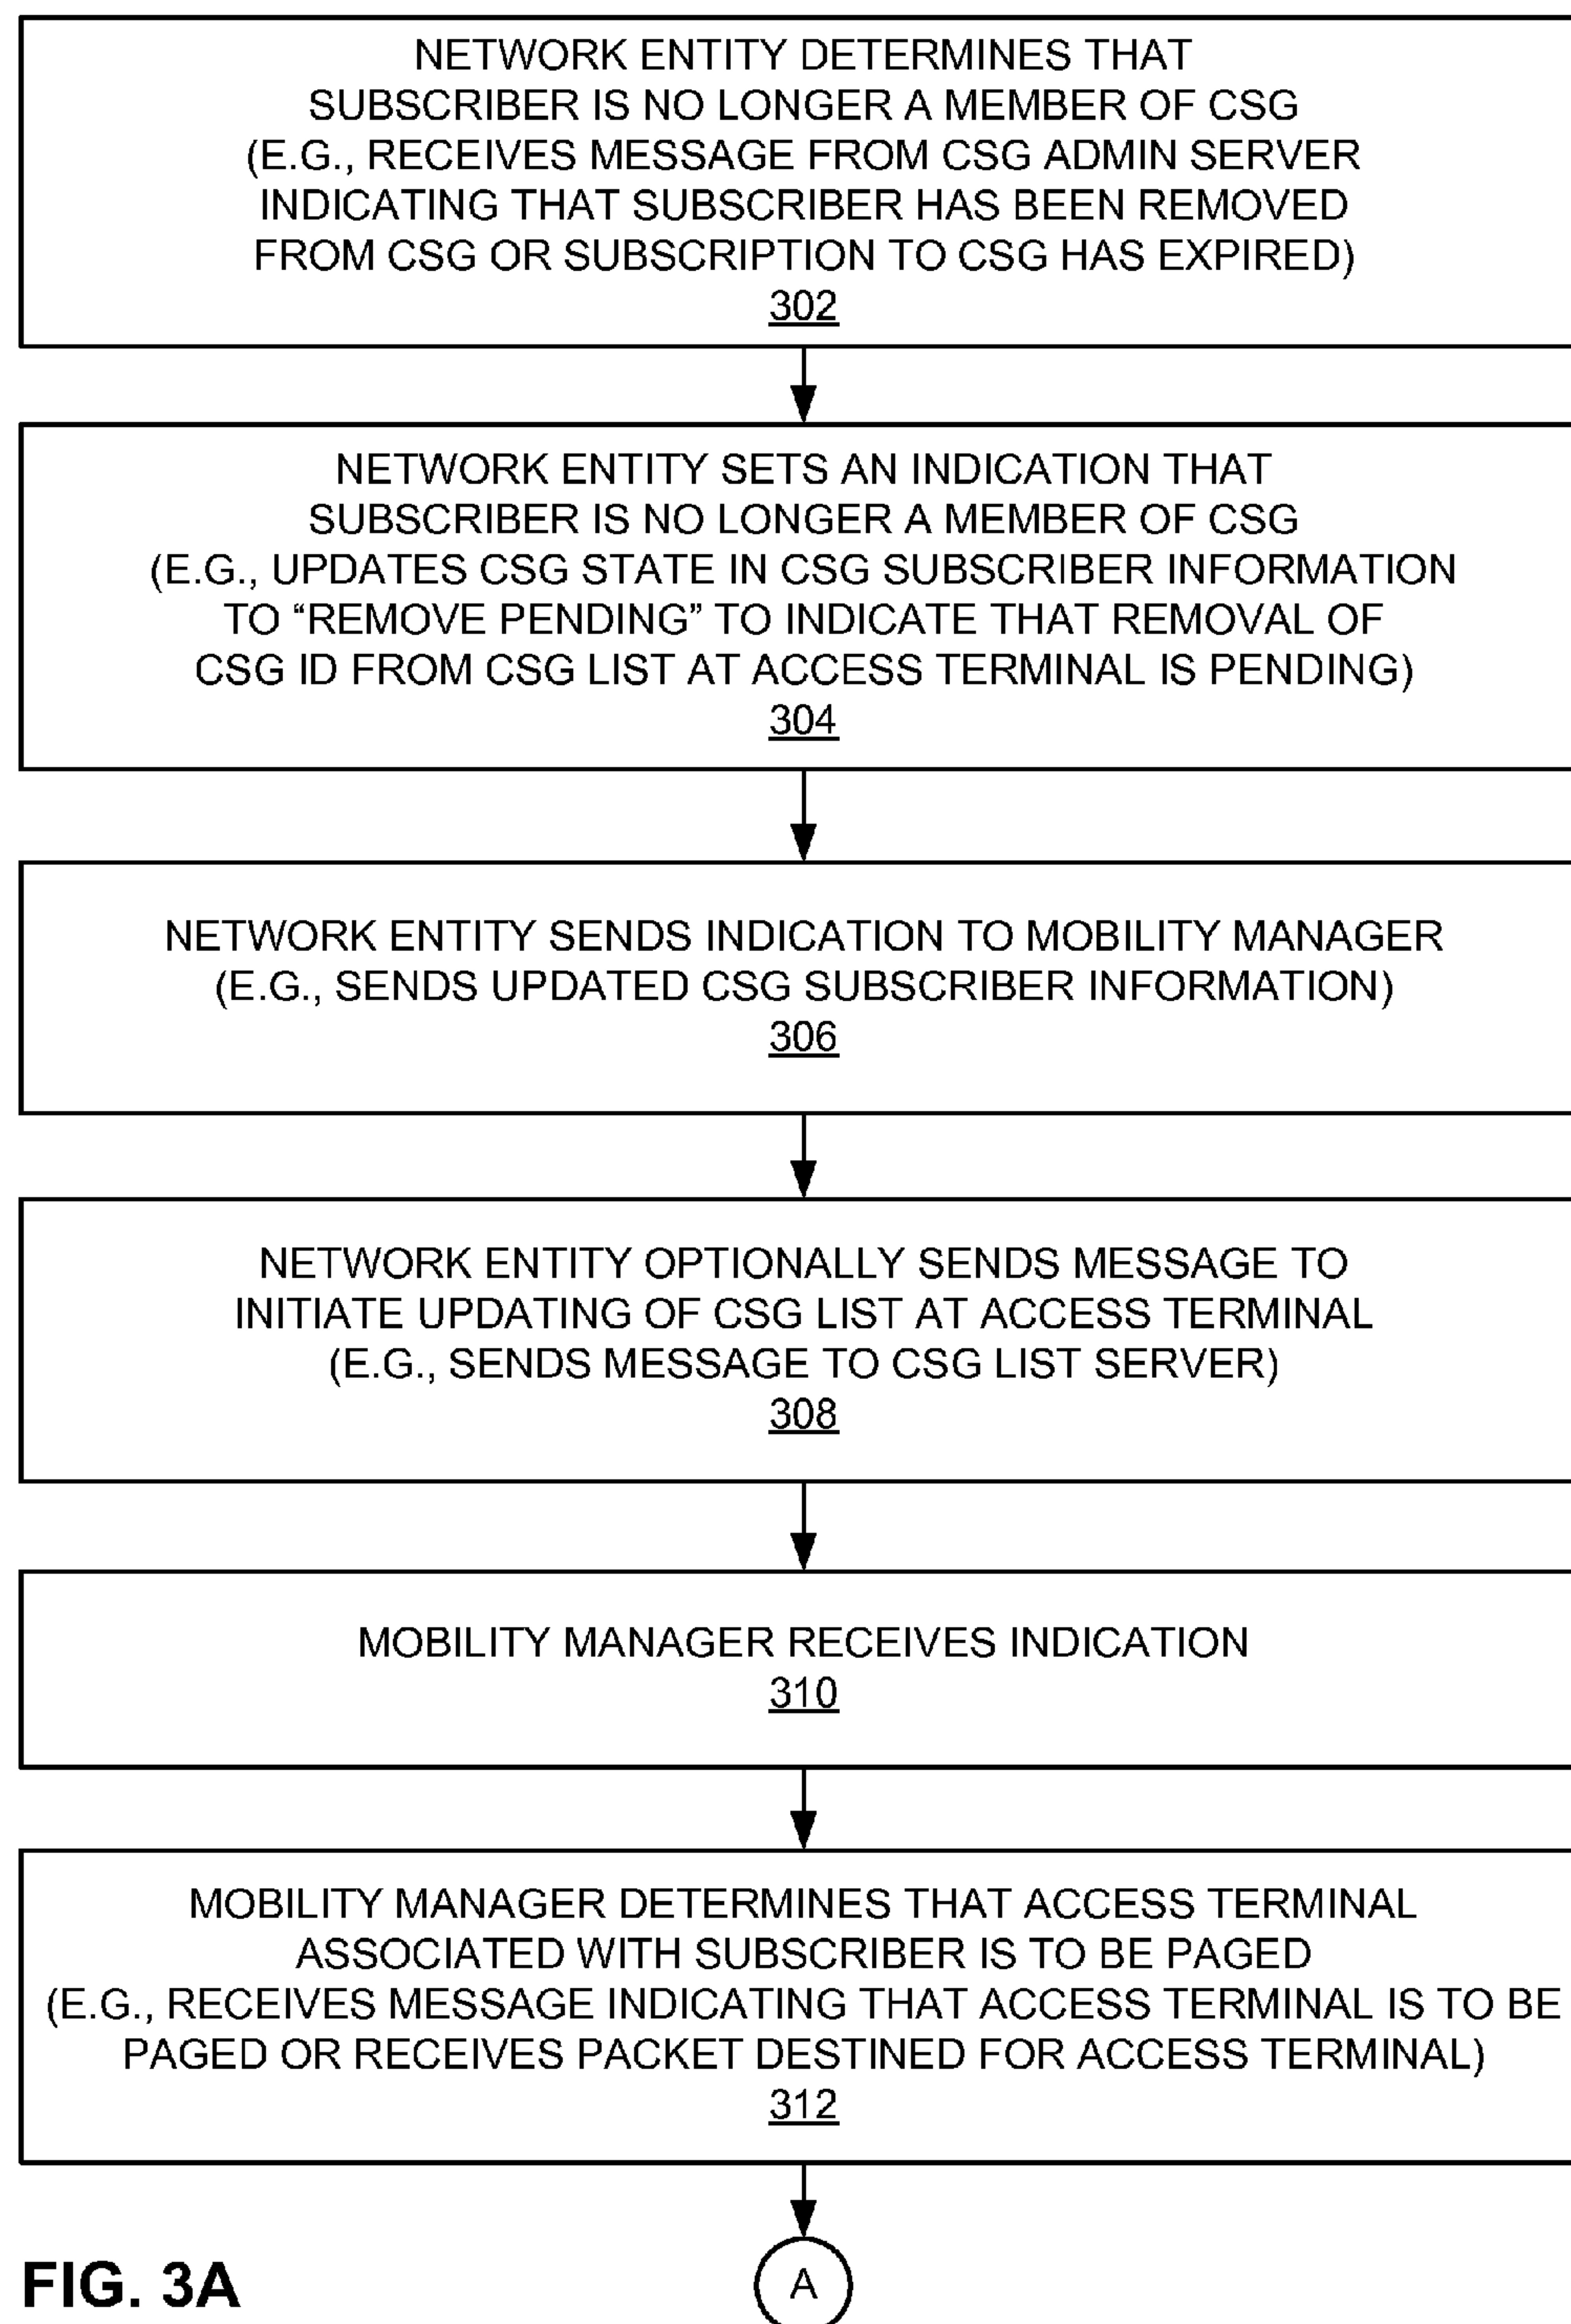 NETWORK ENTITY DETERMINES THAT
SUBSCRIBER IS NO LONGER A MEMBER OF CSG
(E.G., RECEIVES MESSAGE FROM CSG ADMIN SERVER
INDICATING THAT SUBSCRIBER HAS BEEN REMOVED
FROM CSG OR SUBSCRIPTION TO CSG HAS EXPIRED)
302
NETWORK ENTITY SETS AN INDICATION THAT
SUBSCRIBER IS NO LONGER A MEMBER OF CSG
(E.G., UPDATES CSG STATE IN CSG SUBSCRIBER INFORMATION
TO “REMOVE PENDING” TO INDICATE THAT REMOVAL OF
CSG ID FROM CSG LIST AT ACCESS TERMINAL IS PENDING)
304
NETWORK ENTITY SENDS INDICATION TO MOBILITY MANAGER
(E.G., SENDS UPDATED CSG SUBSCRIBER INFORMATION)
306
NETWORK ENTITY OPTIONALLY SENDS MESSAGE TO
INITIATE UPDATING OF CSG LIST AT ACCESS TERMINAL
(E.G., SENDS MESSAGE TO CSG LIST SERVER)
308
MOBILITY MANAGER RECEIVES INDICATION
310
MOBILITY MANAGER DETERMINES THAT ACCESS TERMINAL
ASSOCIATED WITH SUBSCRIBER IS TO BE PAGED
(E.G., RECEIVES MESSAGE INDICATING THAT ACCESS TERMINAL IS TO BE
PAGED OR RECEIVES PACKET DESTINED FOR ACCESS TERMINAL)
312
A
FIG. 3A